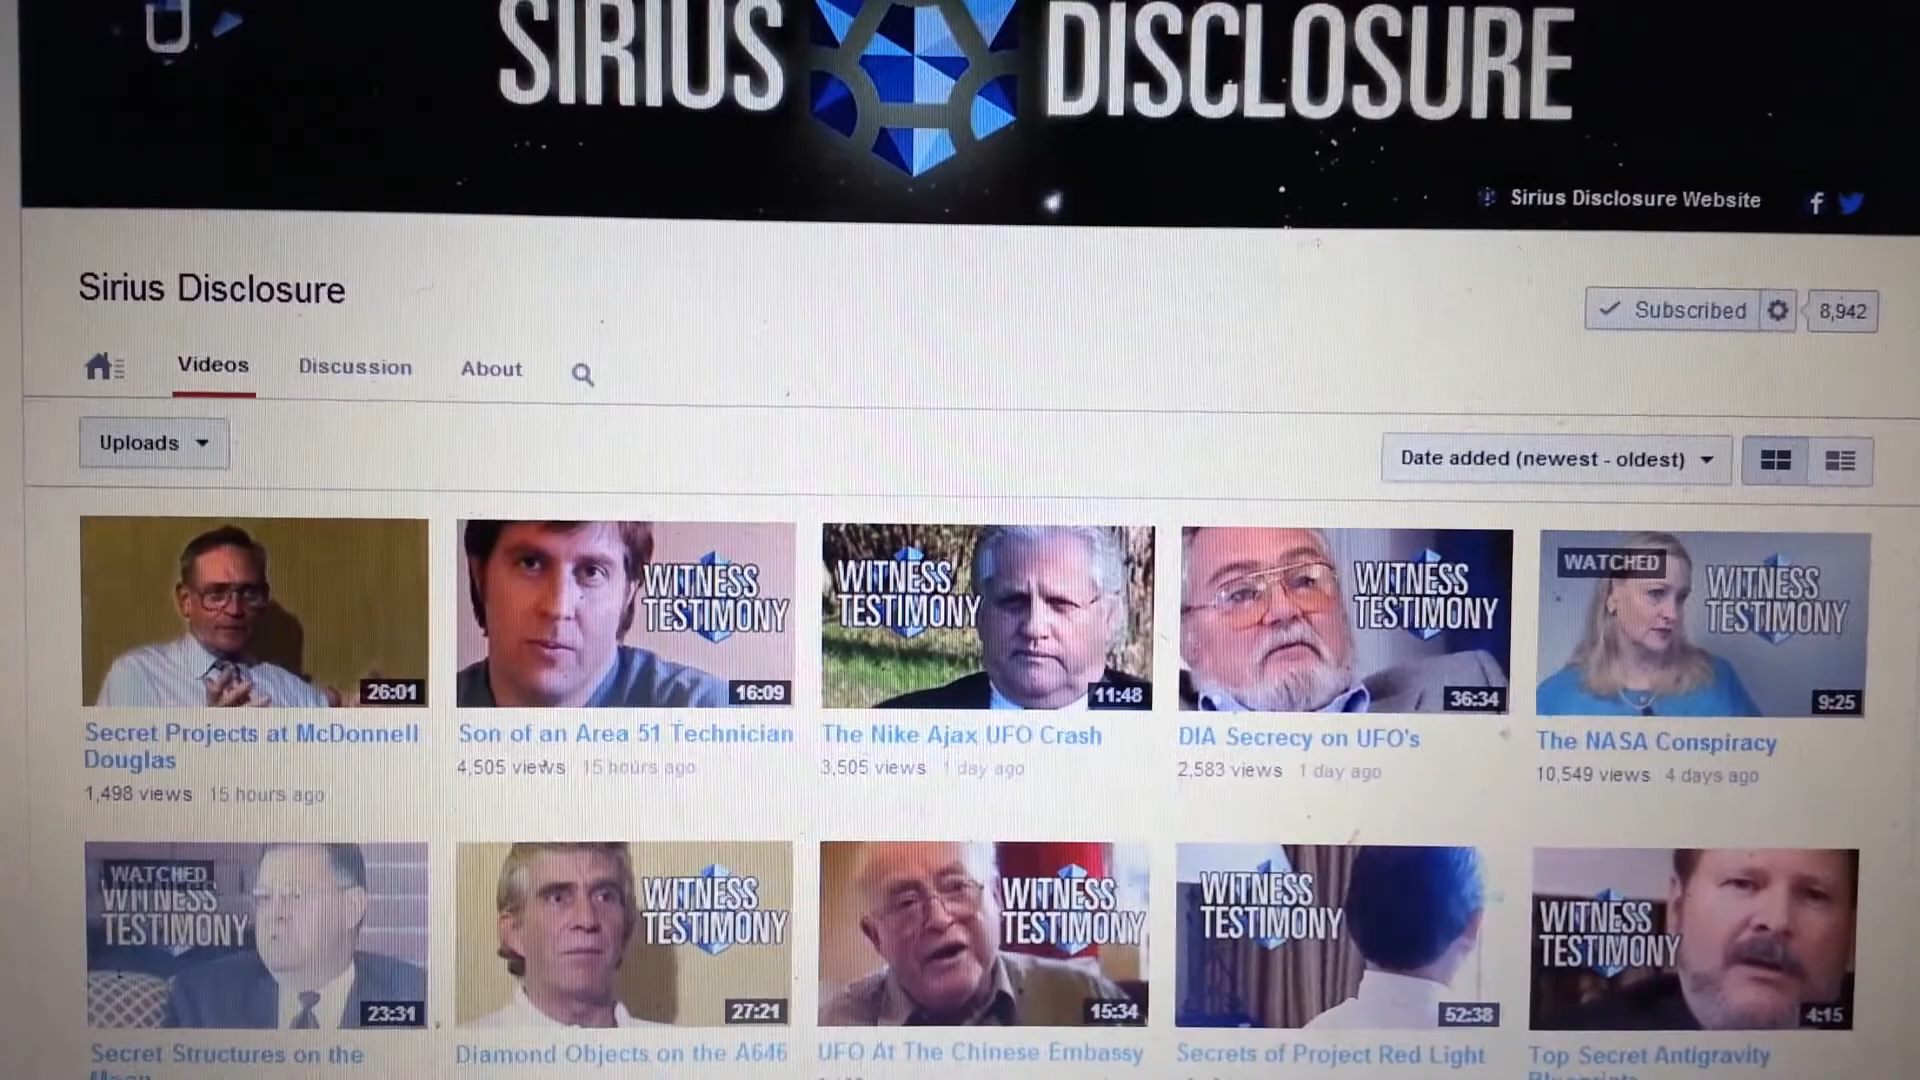 SIRIUS DISCLOSURE
Sirius Disclosure Website
Sirius Disclosure
Subscribed 8,942
Videos Discussion About
Uploads
Date added (newest - oldest)
WITNESS
TESTIMONY
WITNESS
TESTIMONY
WITNESS
TESTIMONY
WATCHED
WITNESS
TESTIMONY
26:01 16:09 11:48 36:34 9:25
Secret Projects at McDonnell
Douglas
1,498 views 15 hours ago
Son of an Area 51 Technician
4,505 views 15 hours ago
The Nike Ajax UFO Crash
3,505 views 1 day ago
DIA Secrecy on UFO's
2,583 views 1 day ago
The NASA Conspiracy
10,549 views 4 days ago
WATCHED
WITNESS
TESTIMONY
WITNESS
TESTIMONY
WITNESS
TESTIMONY
WITNESS
TESTIMONY
WITNESS
TESTIMONY
23:31 27:21 15:34 52:38 4:15
Secret Structures on the
Diamond Objects on the A646
UFO At The Chinese Embassy
Secrets of Project Red Light
Top Secret Antigravity